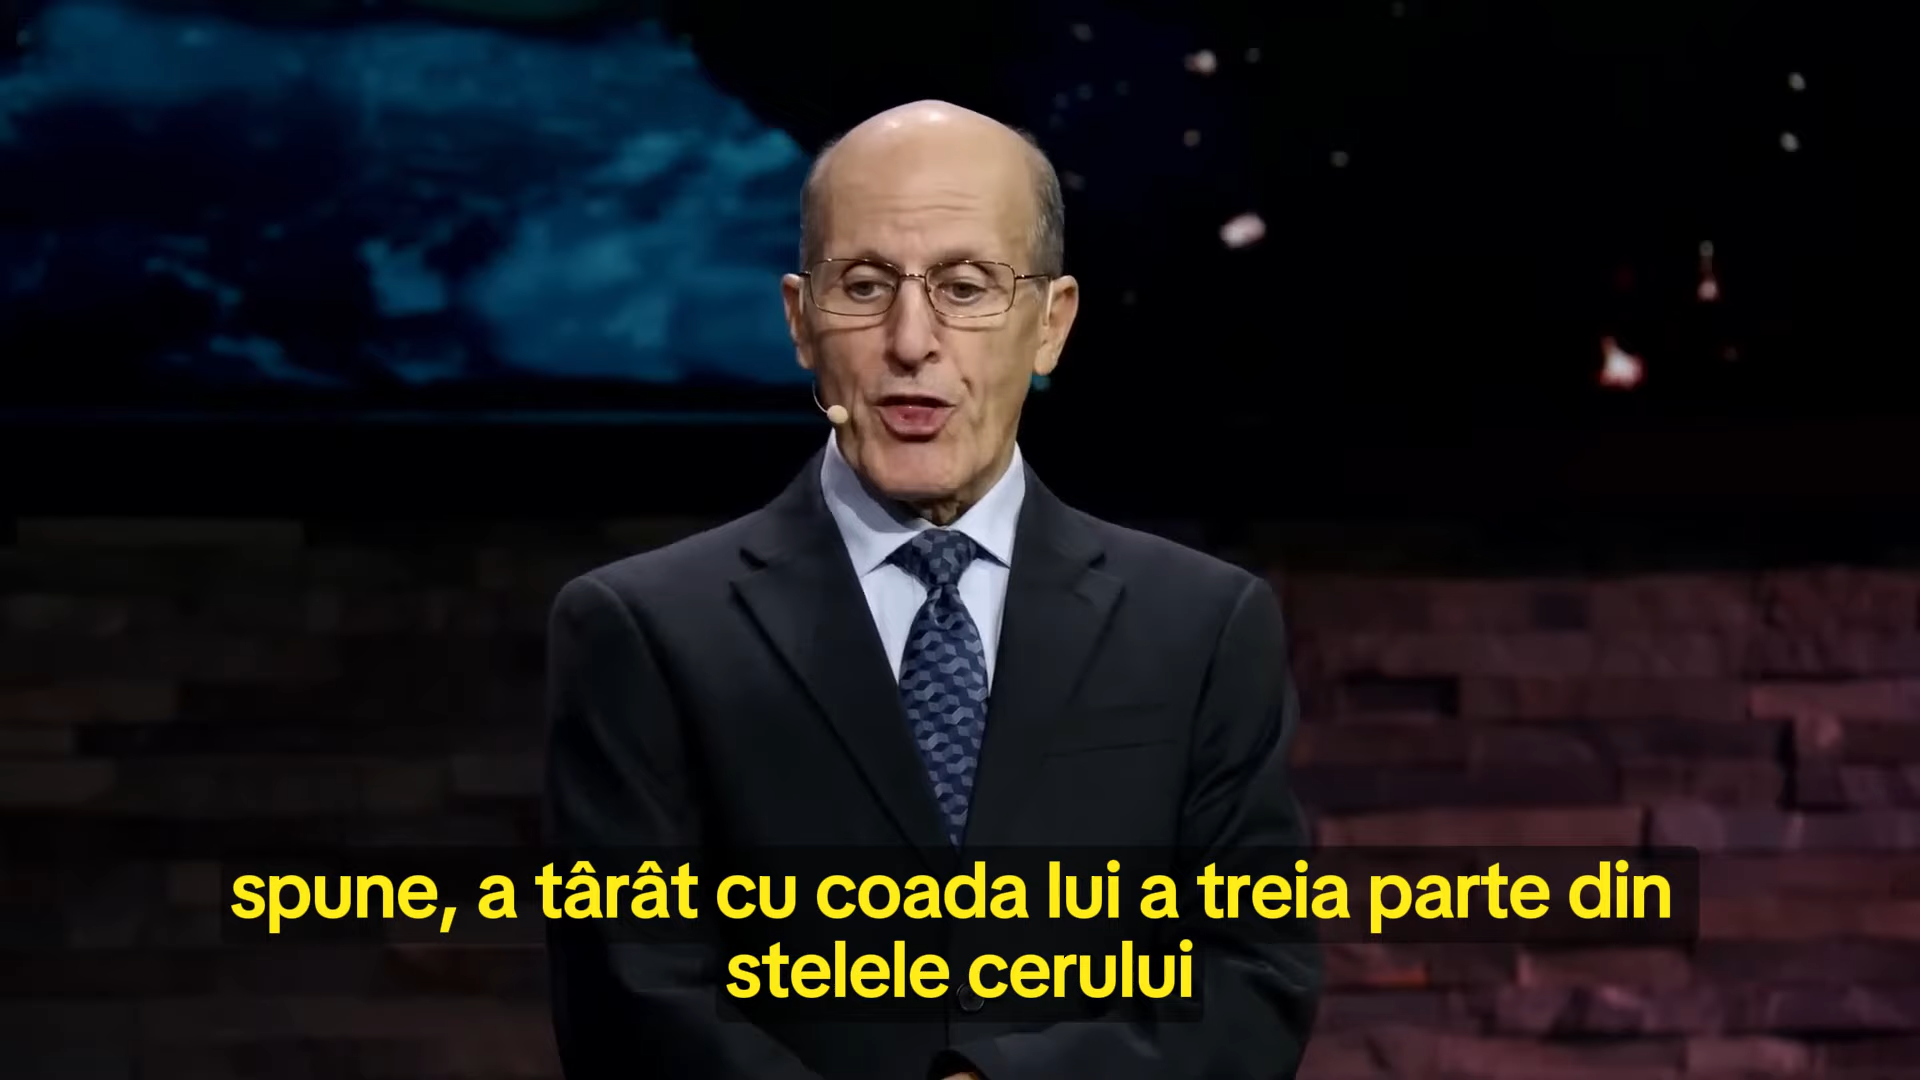 spune, a târât cu coada lui a treia parte din
stelele cerului